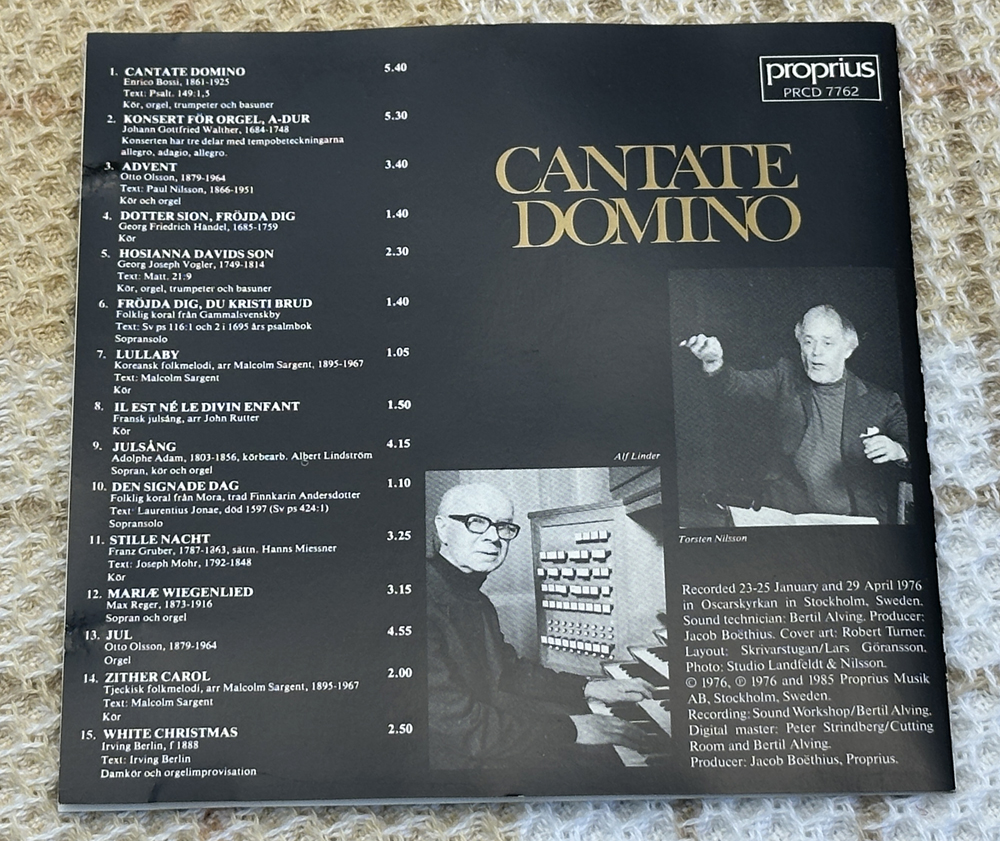 1. CANTATE DOMINO 5.40
Enrico Bossi, 1861-1925
Text: Psalt. 149:1,5
Kör, orgel, trumpeter och basuner
2. KONSERT FÖR ORGEL, A-DUR 5.30
Johann Gottfried Walther, 1684-1748
Konserten har tre delar med tempobeteckningarna
allegro, adagio, allegro.
3. ADVENT 3.40
Otto Olsson, 1879-1964
Text: Paul Nilsson, 1866-1951
Kör och orgel
4. DOTTER SION, FRÖJDA DIG 1.40
Georg Friedrich Händel, 1685-1759
Kör
5. HOSIANNA DAVIDS SON 2.30
Georg Joseph Vogler, 1749-1814
Text: Matt. 21:9
Kör, orgel, trumpeter och basuner
6. FRÖJDA DIG, DU KRISTI BRUD 1.40
Folklig koral från Gammalsvenskby
Text: Sv ps 116:1 och 2 i 1695 års psalmbok
Sopransolo
7. LULLABY 1.05
Koreansk folkmelodi, arr Malcolm Sargent, 1895-1967
Text: Malcolm Sargent
Kör
8. IL EST NÉ LE DIVIN ENFANT 1.50
Fransk julsång, arr John Rutter
Kör
9. JULSÅNG 4.15
Adolphe Adam, 1803-1856, körbearb. Albert Lindström
Sopran, kör och orgel
10. DEN SIGNADE DAG 1.10
Folklig koral från Mora, trad Finnkarin Andersdotter
Text: Laurentius Jonae, död 1597 (Sv ps 424:1)
Sopransolo
11. STILLE NACHT 3.25
Franz Gruber, 1787-1863, sättn. Hanns Miessner
Text: Joseph Mohr, 1792-1848
Kör
12. MARIÆ WIEGENLIED 3.15
Max Reger, 1873-1916
Sopran och orgel
13. JUL 4.55
Otto Olsson, 1879-1964
Orgel
14. ZITHER CAROL 2.00
Tjeckisk folkmelodi, arr Malcolm Sargent, 1895-1967
Text: Malcolm Sargent
Kör
15. WHITE CHRISTMAS 2.50
Irving Berlin, f 1888
Text: Irving Berlin
Damkör och orgelimprovisation
proprius
PRCD 7762
CANTATE
DOMINO
Alf Linder
Torsten Nilsson
Recorded 23-25 January and 29 April 1976
in Oscarskyrkan in Stockholm, Sweden.
Sound technician: Bertil Alving. Producer:
Jacob Boëthius. Cover art: Robert Turner.
Layout: Skrivarstugan/Lars Göransson.
Photo: Studio Landfeldt & Nilsson.
© 1976, ℗ 1976 and 1985 Proprius Musik
AB, Stockholm, Sweden.
Recording: Sound Workshop/Bertil Alving.
Digital master: Peter Strindberg/Cutting
Room and Bertil Alving.
Producer: Jacob Boëthius, Proprius.